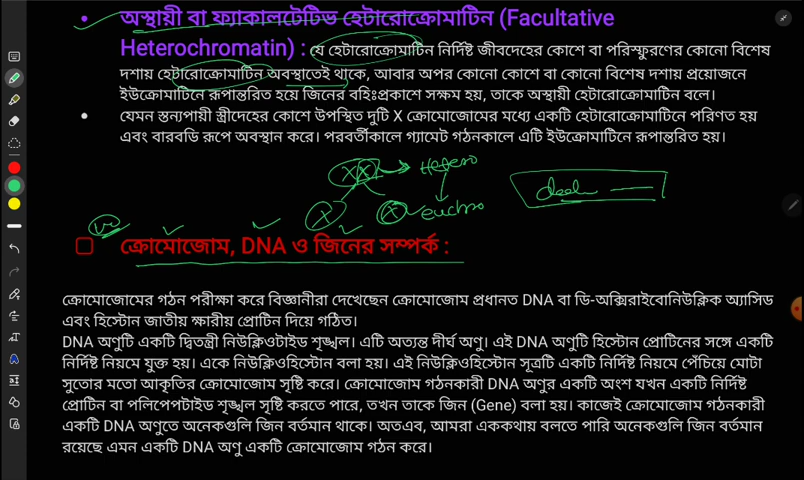 • অস্থায়ী বা ফ্যাকালটেটিভ হেটারোক্রোমাটিন (Facultative
Heterochromatin) : যে হেটারোক্রোমাটিন নির্দিষ্ট জীবদেহের কোশে বা পরিস্ফুরণের কোনো বিশেষ
দশায় হেটারোক্রোমাটিন অবস্থাতেই থাকে, আবার অপর কোনো কোশে বা কোনো বিশেষ দশায় প্রয়োজনে
ইউক্রোমাটিনে রূপান্তরিত হয়ে জিনের বহিঃপ্রকাশে সক্ষম হয়, তাকে অস্থায়ী হেটারোক্রোমাটিন বলে।
• যেমন স্তন্যপায়ী স্ত্রীদেহের কোশে উপস্থিত দুটি X ক্রোমোজোমের মধ্যে একটি হেটারোক্রোমাটিনে পরিণত হয়
এবং বারবডি রূপে অবস্থান করে। পরবর্তীকালে গ্যামেট গঠনকালে এটি ইউক্রোমাটিনে রূপান্তরিত হয়।
XX Hetero
X X euchro
ক্রোমোজোম, DNA ও জিনের সম্পর্ক :
ক্রোমোজোমের গঠন পরীক্ষা করে বিজ্ঞানীরা দেখেছেন ক্রোমোজোম প্রধানত DNA বা ডি-অক্সিরাইবোনিউক্লিক অ্যাসিড
এবং হিস্টোন জাতীয় ক্ষারীয় প্রোটিন দিয়ে গঠিত।
DNA অণুটি একটি দ্বিতন্ত্রী নিউক্লিওটাইড শৃঙ্খল। এটি অত্যন্ত দীর্ঘ অণু। এই DNA অণুটি হিস্টোন প্রোটিনের সঙ্গে একটি
নির্দিষ্ট নিয়মে যুক্ত হয়। একে নিউক্লিওহিস্টোন বলা হয়। এই নিউক্লিওহিস্টোন সূত্রটি একটি নির্দিষ্ট নিয়মে পেঁচিয়ে মোটা
সুতোর মতো আকৃতির ক্রোমোজোম সৃষ্টি করে। ক্রোমোজোম গঠনকারী DNA অণুর একটি অংশ যখন একটি নির্দিষ্ট
প্রোটিন বা পলিপেপটাইড শৃঙ্খল সৃষ্টি করতে পারে, তখন তাকে জিন (Gene) বলা হয়। কাজেই ক্রোমোজোম গঠনকারী
একটি DNA অণুতে অনেকগুলি জিন বর্তমান থাকে। অতএব, আমরা এককথায় বলতে পারি অনেকগুলি জিন বর্তমান
রয়েছে এমন একটি DNA অণু একটি ক্রোমোজোম গঠন করে।